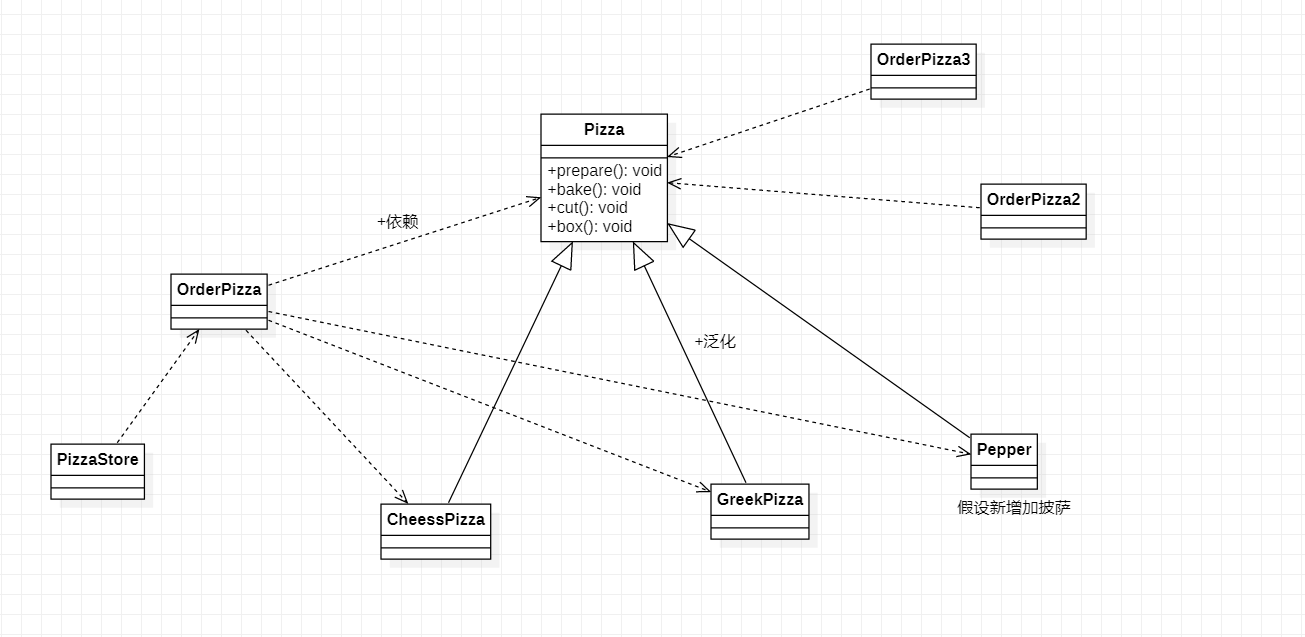 OrderPizza3
Pizza
+prepare(): void
+bake(): void
+cut(): void
+box(): void
OrderPizza2
+依赖
OrderPizza
+泛化
PizzaStore
Pepper
GreekPizza
假设新增加披萨
CheessPizza